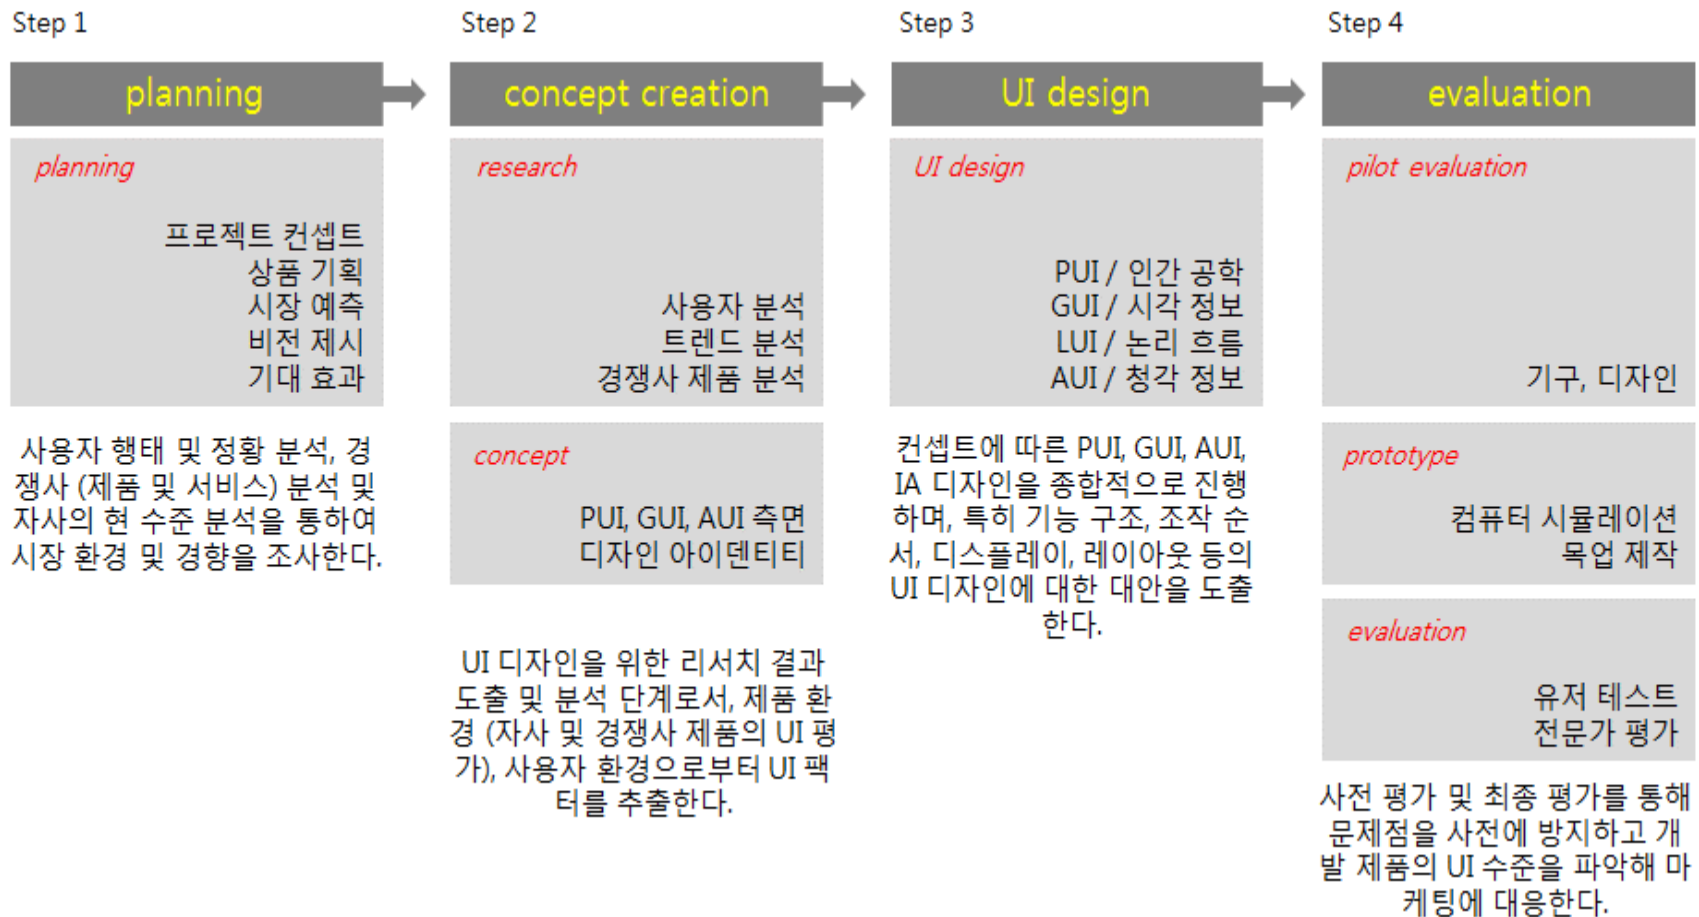 Step 1
planning
planning
프로젝트 컨셉트
상품 기획
시장 예측
비전 제시
기대 효과
사용자 행태 및 정황 분석, 경
쟁사 (제품 및 서비스) 분석 및
자사의 현 수준 분석을 통하여
시장 환경 및 경향을 조사한다.
Step 2
concept creation
research
사용자 분석
트렌드 분석
경쟁사 제품 분석
concept
PUI, GUI, AUI 측면
디자인 아이덴티티
UI 디자인을 위한 리서치 결과
도출 및 분석 단계로서, 제품 환
경 (자사 및 경쟁사 제품의 UI 평
가), 사용자 환경으로부터 UI 팩
터를 추출한다.
Step 3
UI design
UI design
PUI / 인간 공학
GUI / 시각 정보
LUI / 논리 흐름
AUI / 청각 정보
컨셉트에 따른 PUI, GUI, AUI,
IA 디자인을 종합적으로 진행
하며, 특히 기능 구조, 조작 순
서, 디스플레이, 레이아웃 등의
UI 디자인에 대한 대안을 도출
한다.
Step 4
evaluation
pilot evaluation
기구, 디자인
prototype
컴퓨터 시뮬레이션
목업 제작
evaluation
유저 테스트
전문가 평가
사전 평가 및 최종 평가를 통해
문제점을 사전에 방지하고 개
발 제품의 UI 수준을 파악해 마
케팅에 대응한다.